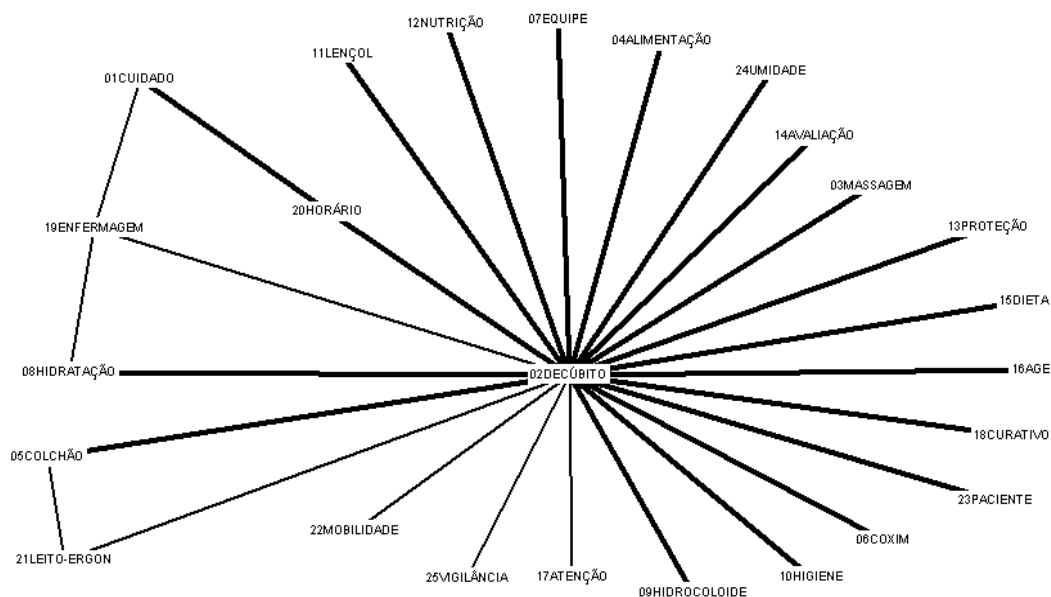 07EQUIPE
12NUTRIÇÃO
04ALIMENTAÇÃO
11LENÇOL
24UMIDADE
01CUIDADO
14AVALIAÇÃO
03MASSAGEM
20HORÁRIO
19ENFERMAGEM
13PROTEÇÃO
15DIETA
08HIDRATAÇÃO
02DECÚBITO
16AGE
18CURATIVO
05COLCHÃO
23PACIENTE
22MOBILIDADE
06COXIM
21LEITO-ERGON
25VIGILÂNCIA
17ATENÇÃO
10HIGIENE
09HIDROCOLOIDE